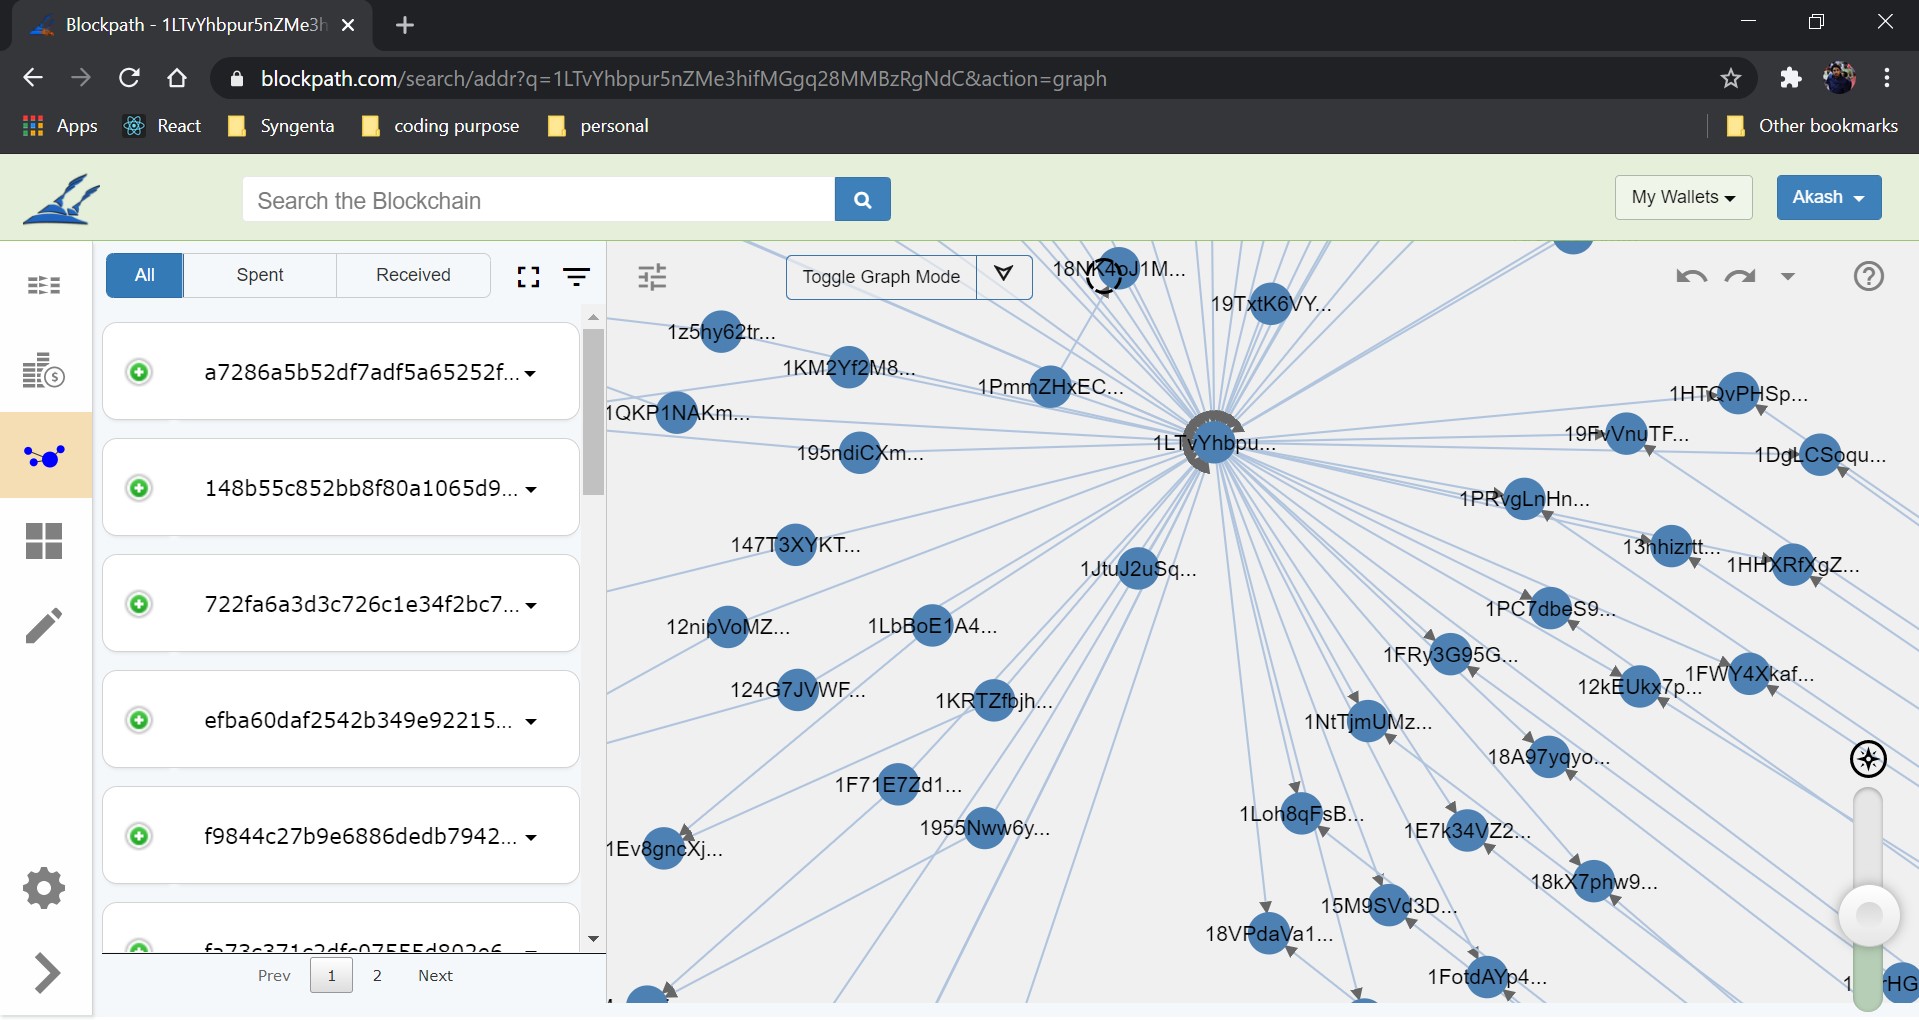 Blockpath - 1LTvYhbpur5nZMe3h
blockpath.com/search/addr?q=1LTvYhbpur5nZMe3hifMGgq28MMBzRgNdC&action=graph
Apps React Syngenta coding purpose personal Other bookmarks
Search the Blockchain
My Wallets
Akash
All Spent Received
Toggle Graph Mode
a7286a5b52df7adf5a65252f...
148b55c852bb8f80a1065d9...
722fa6a3d3c726c1e34f2bc7...
efba60daf2542b349e92215...
f9844c27b9e6886dedb7942...
Prev 1 2 Next
18NK4oJ1M...
19TxtK6VY...
1z5hy62tr...
1KM2Yf2M8...
1PmmZHxEC...
1HTQvPHSp...
1QKP1NAKm...
19FvVnuTF...
1LTvYhbpu...
195ndiCXm...
1DgLCSoqu...
1PRvgLnHn...
147T3XYKT...
13nhizrtt...
1HHXRfXgZ...
1JtuJ2uSq...
1PC7dbeS9...
12nipVoMZ...
1LbBoE1A4...
1FRy3G95G...
1FWY4Xkaf...
12kEUkx7p...
124G7JVWF...
1KRTZfbjh...
1NtTjmUMz...
18A97yqyo...
1F71E7Zd1...
1Loh8qFsB...
1955Nww6y...
1E7k34VZ2...
1Ev8gncXj...
18kX7phw9...
15M9SVd3D...
18VPdaVa1...
1FotdAYp4...